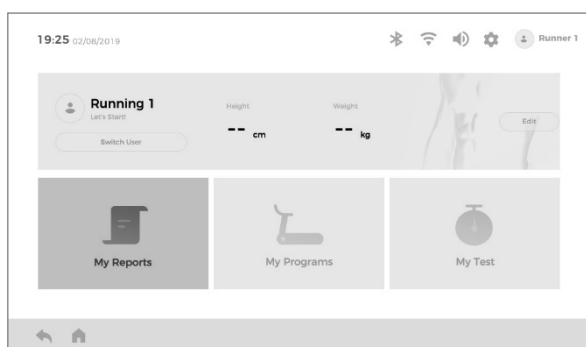 19:25 02/08/2019
Runner 1
Running 1
Let's Start!
Switch User
Height
-- cm
Weight
-- kg
Edit
My Reports
My Programs
My Test